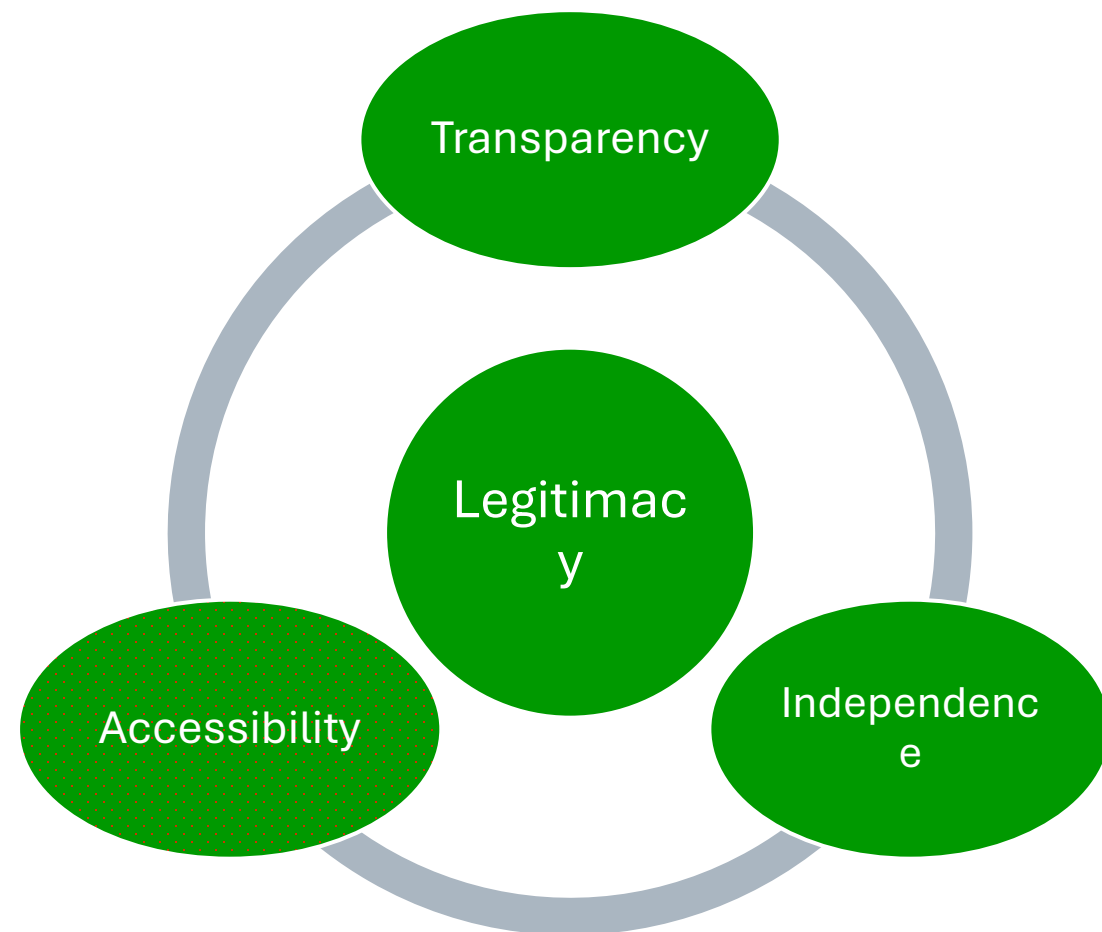 Transparency
Legitimac
y
Accessibility
Independenc
e